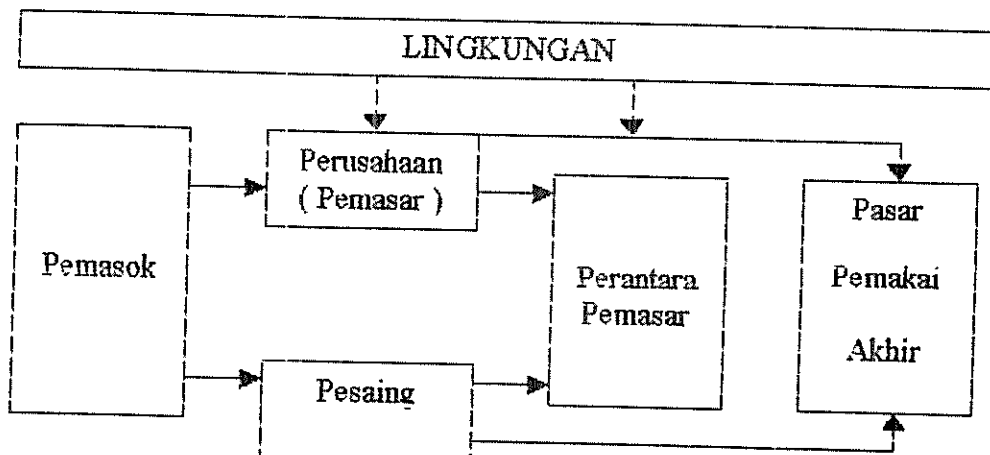 LINGKUNGAN
Perusahaan
( Pemasar )
Pemasok
Perantara
Pemasar
Pasar
Pemakai
Akhir
Pesaing